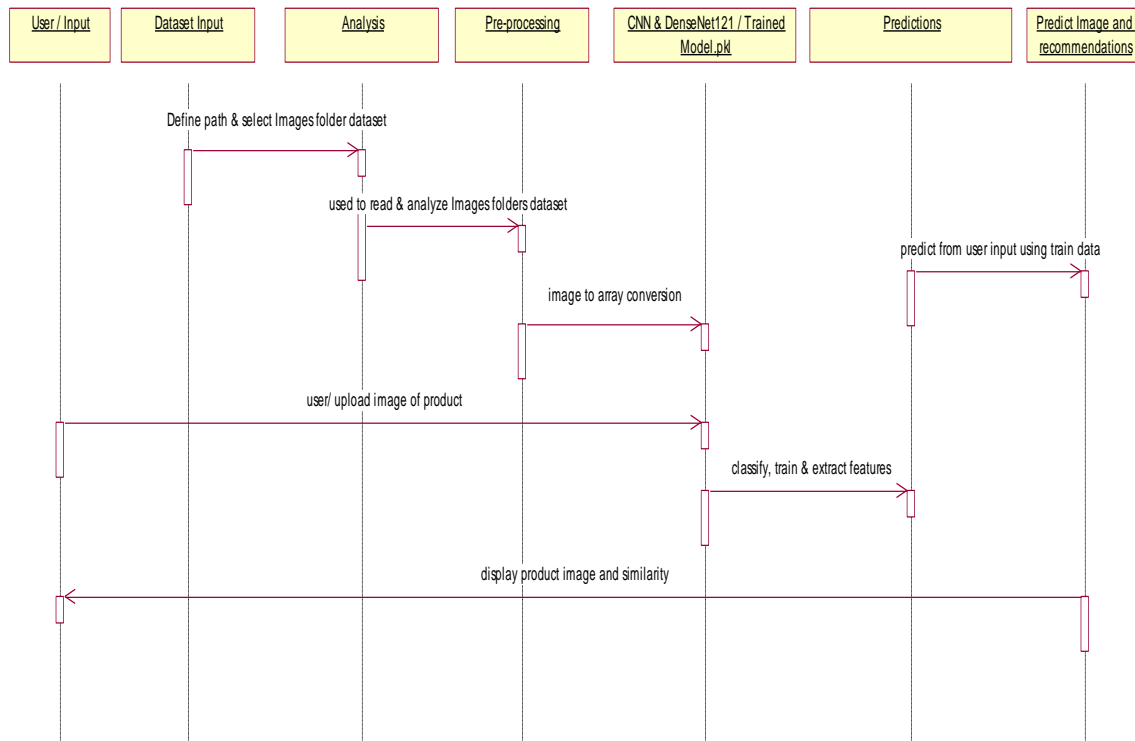 User / Input
Dataset Input
Analysis
Pre-processing
CNN & DenseNet121 / Trained
Model.pkl
Predictions
Predict Image and
recommendations
Define path & select Images folder dataset
used to read & analyze Images folders dataset
predict from user input using train data
image to array conversion
user/ upload image of product
classify, train & extract features
display product image and similarity